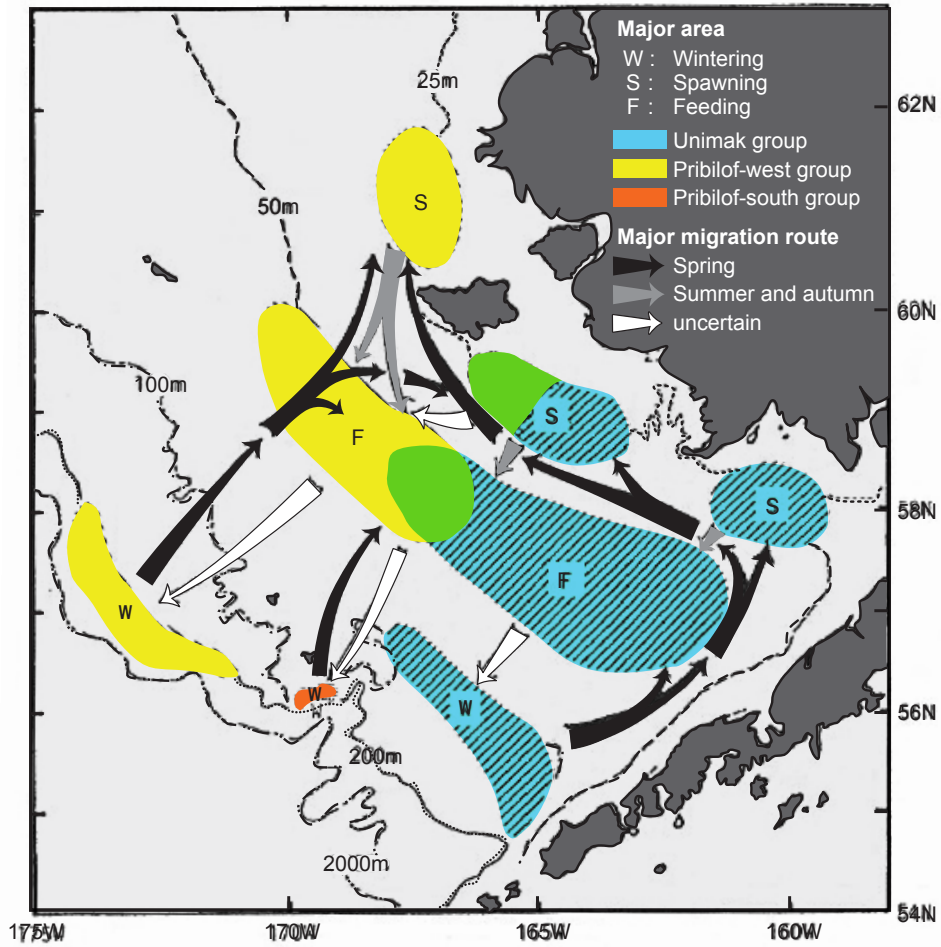 Major area
W : Wintering
S : Spawning
F : Feeding
Unimak group
Pribilof-west group
Pribilof-south group
Major migration route
Spring
Summer and autumn
uncertain
25m
62N
S
50m
60N
100m
S
F
58N
S
F
W
W
W
56N
200m
2000m
54N
175W
170W
165W
160W